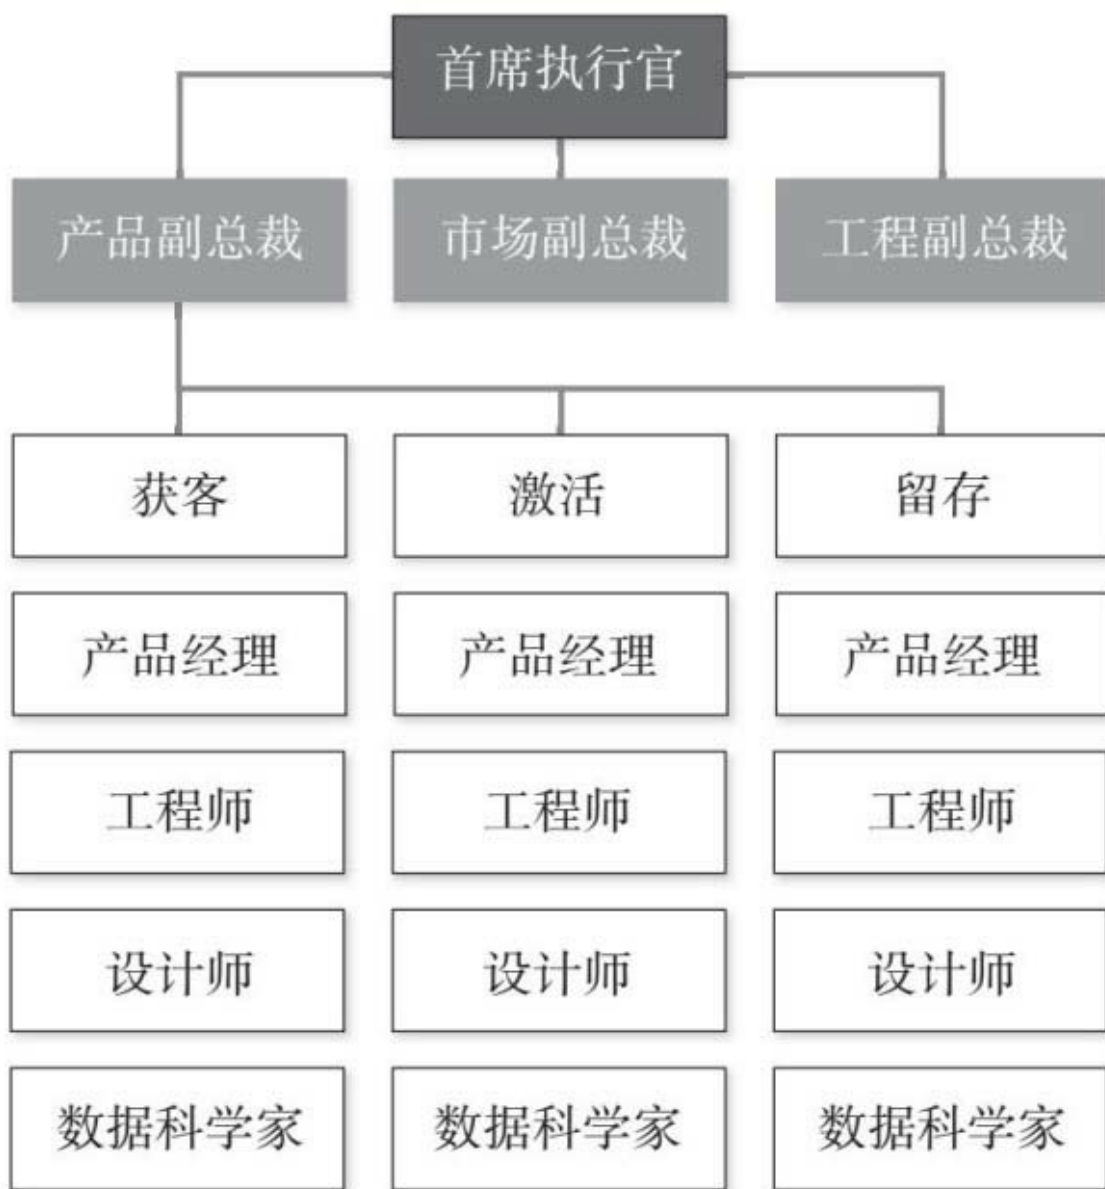 首席执行官
产品副总裁
市场副总裁
工程副总裁
获客
激活
留存
产品经理
产品经理
产品经理
工程师
工程师
工程师
设计师
设计师
设计师
数据科学家
数据科学家
数据科学家